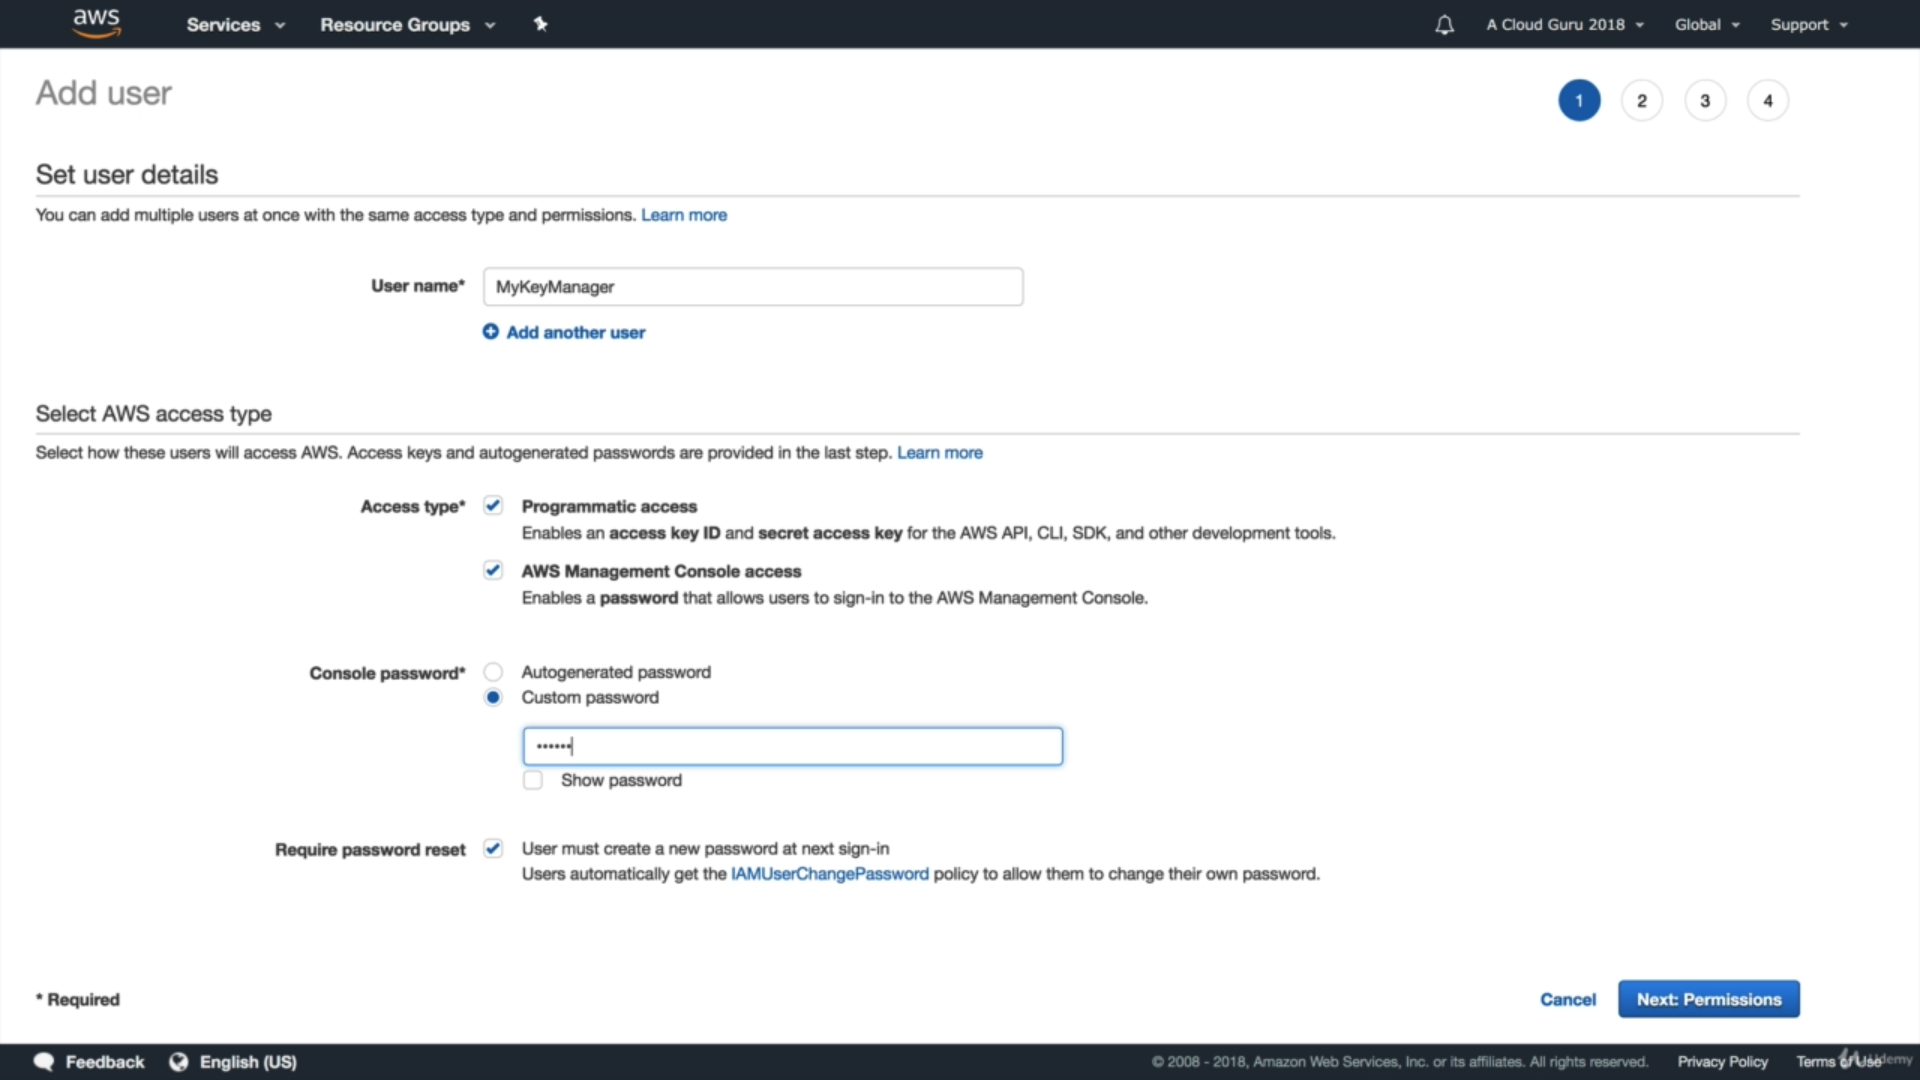 aws Services Resource Groups A Cloud Guru 2018 Global Support
Add user
1 2 3 4
Set user details
You can add multiple users at once with the same access type and permissions. Learn more
User name* MyKeyManager
Add another user
Select AWS access type
Select how these users will access AWS. Access keys and autogenerated passwords are provided in the last step. Learn more
Access type* Programmatic access
Enables an access key ID and secret access key for the AWS API, CLI, SDK, and other development tools.
AWS Management Console access
Enables a password that allows users to sign-in to the AWS Management Console.
Console password* Autogenerated password
Custom password
••••••
Show password
Require password reset User must create a new password at next sign-in
Users automatically get the IAMUserChangePassword policy to allow them to change their own password.
* Required Cancel Next: Permissions
Feedback English (US) © 2008 - 2018, Amazon Web Services, Inc. or its affiliates. All rights reserved. Privacy Policy Terms of Use